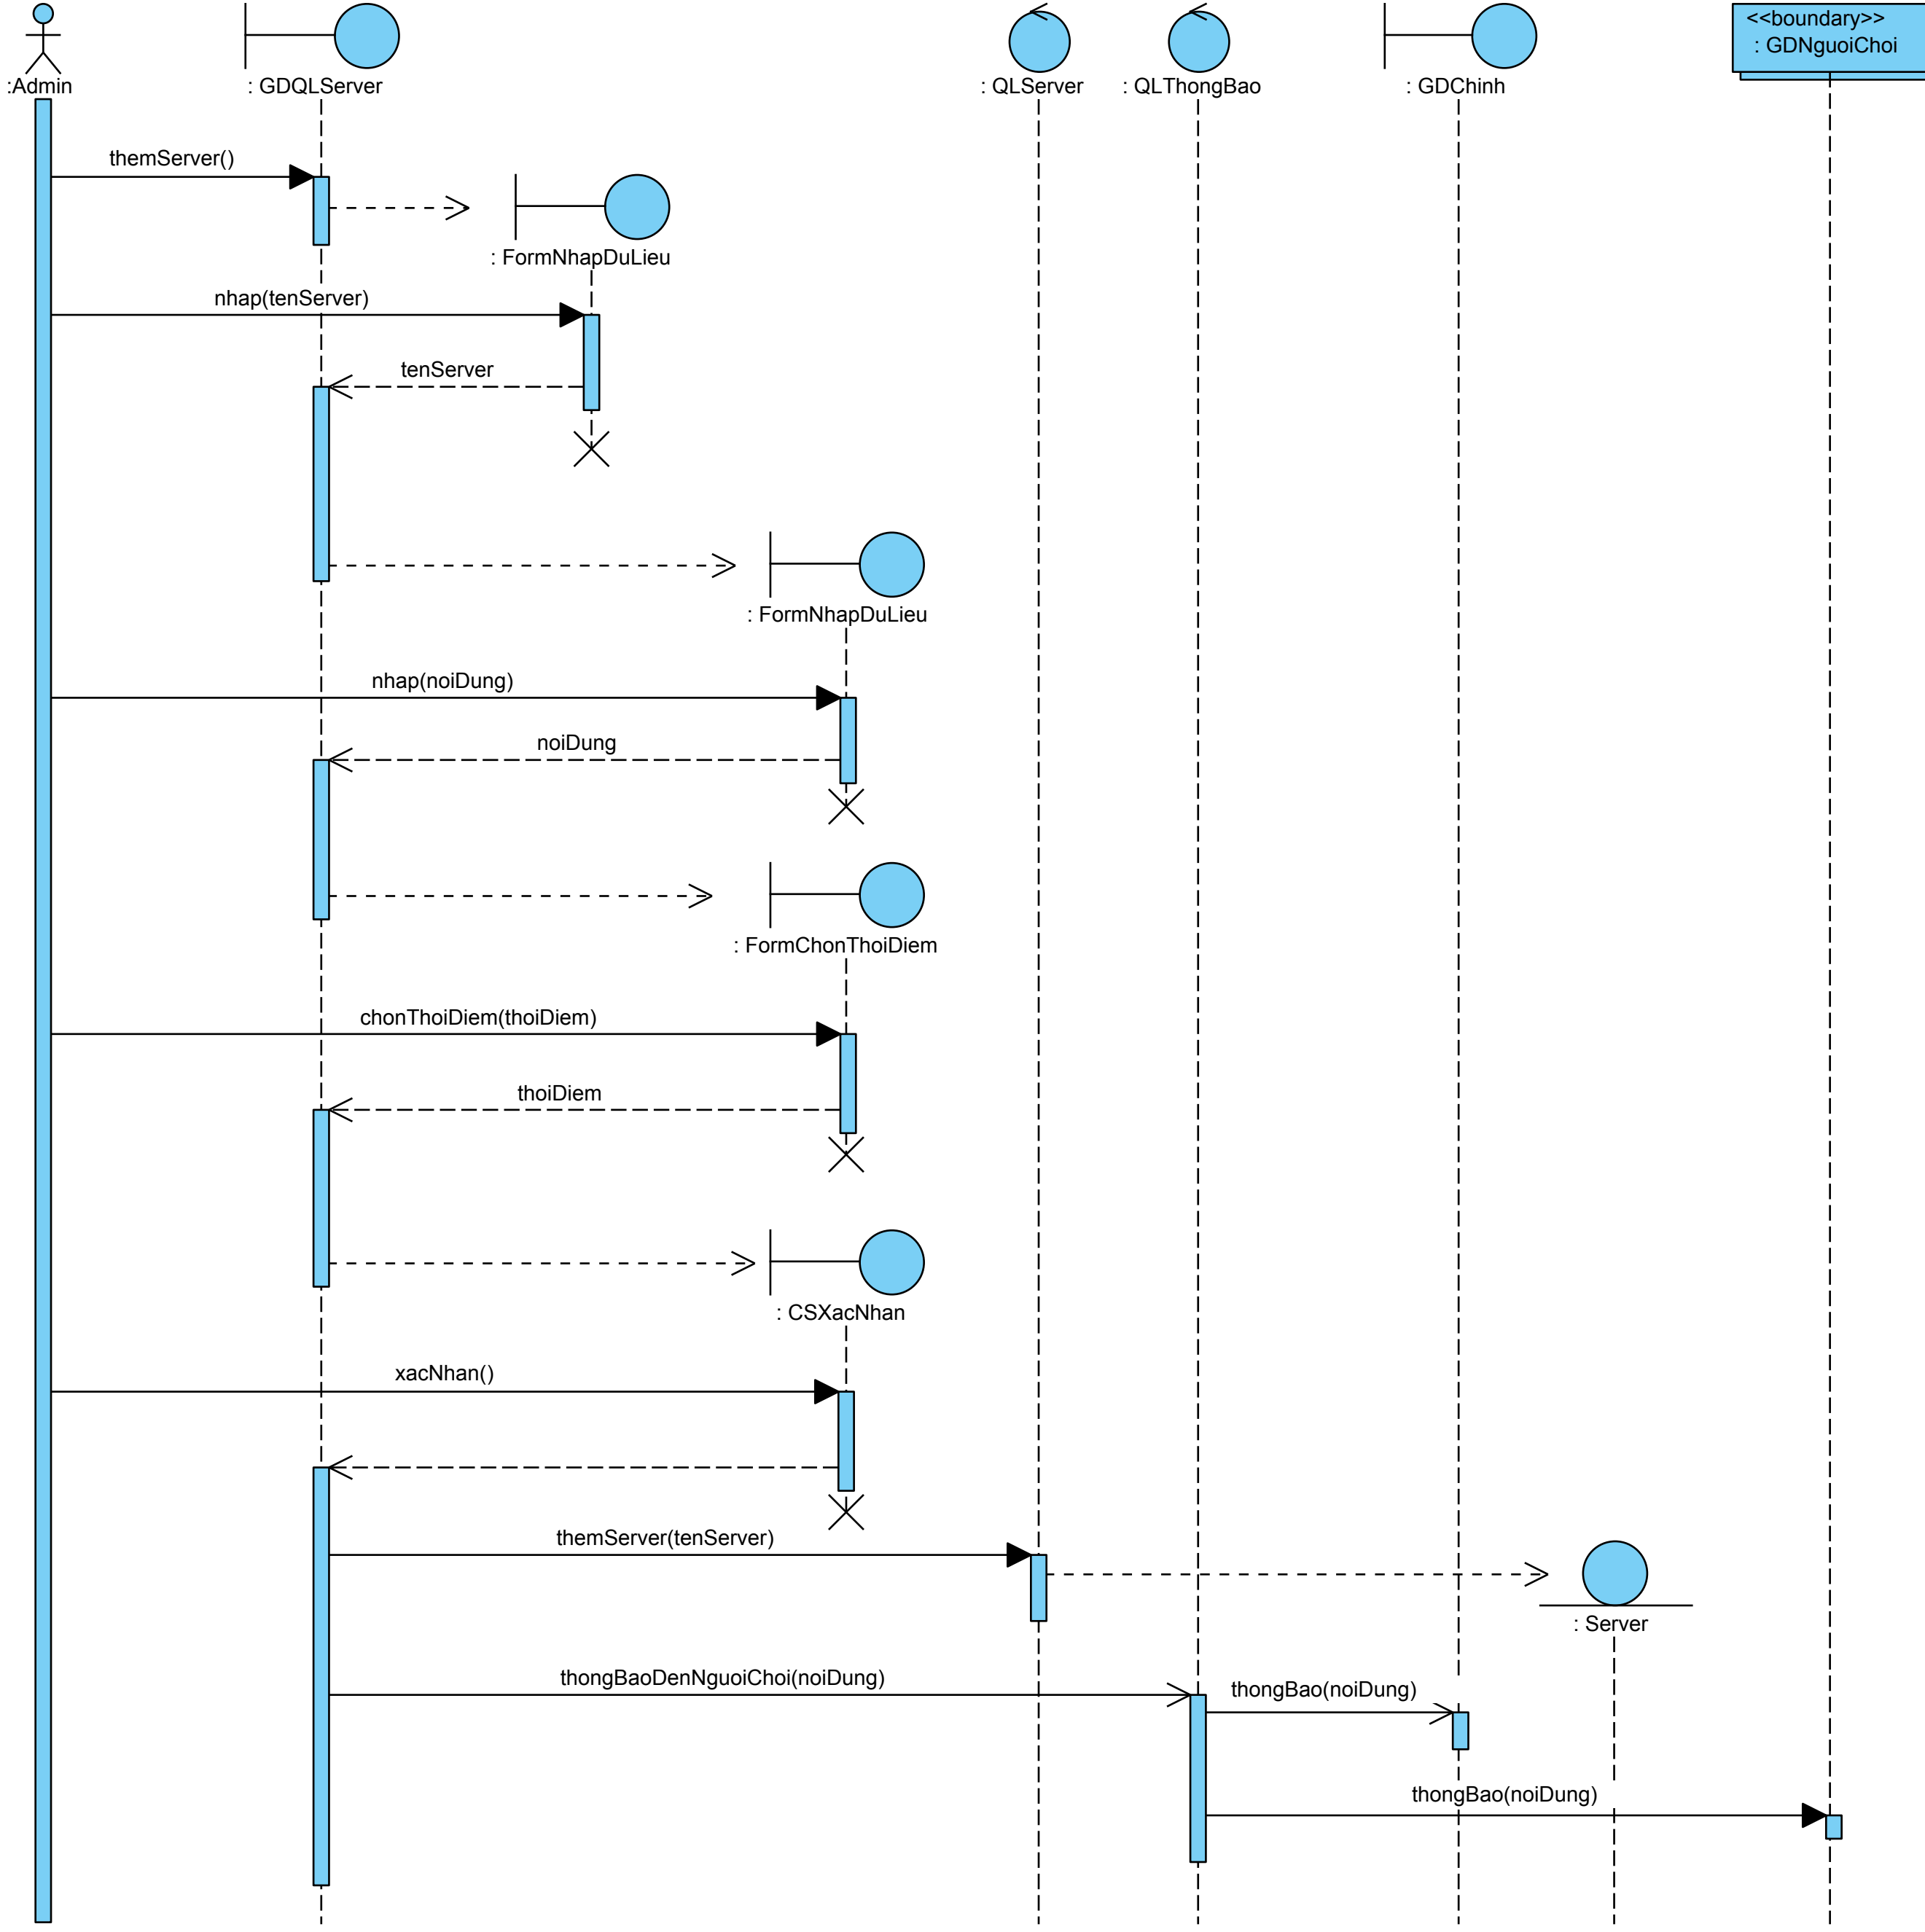 <<boundary>>
: GDNguoiChoi
:Admin
: GDQLServer
: QLServer
: QLThongBao
: GDChinh
themServer()
: FormNhapDuLieu
nhap(tenServer)
tenServer
: FormNhapDuLieu
nhap(noiDung)
noiDung
: FormChonThoiDiem
chonThoiDiem(thoiDiem)
thoiDiem
: CSXacNhan
xacNhan()
themServer(tenServer)
: Server
thongBaoDenNguoiChoi(noiDung)
thongBao(noiDung)
thongBao(noiDung)